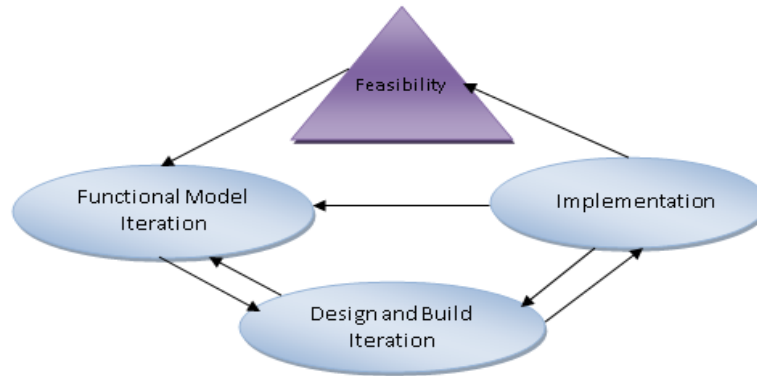 Feasibility
Functional Model
Iteration
Implementation
Design and Build
Iteration